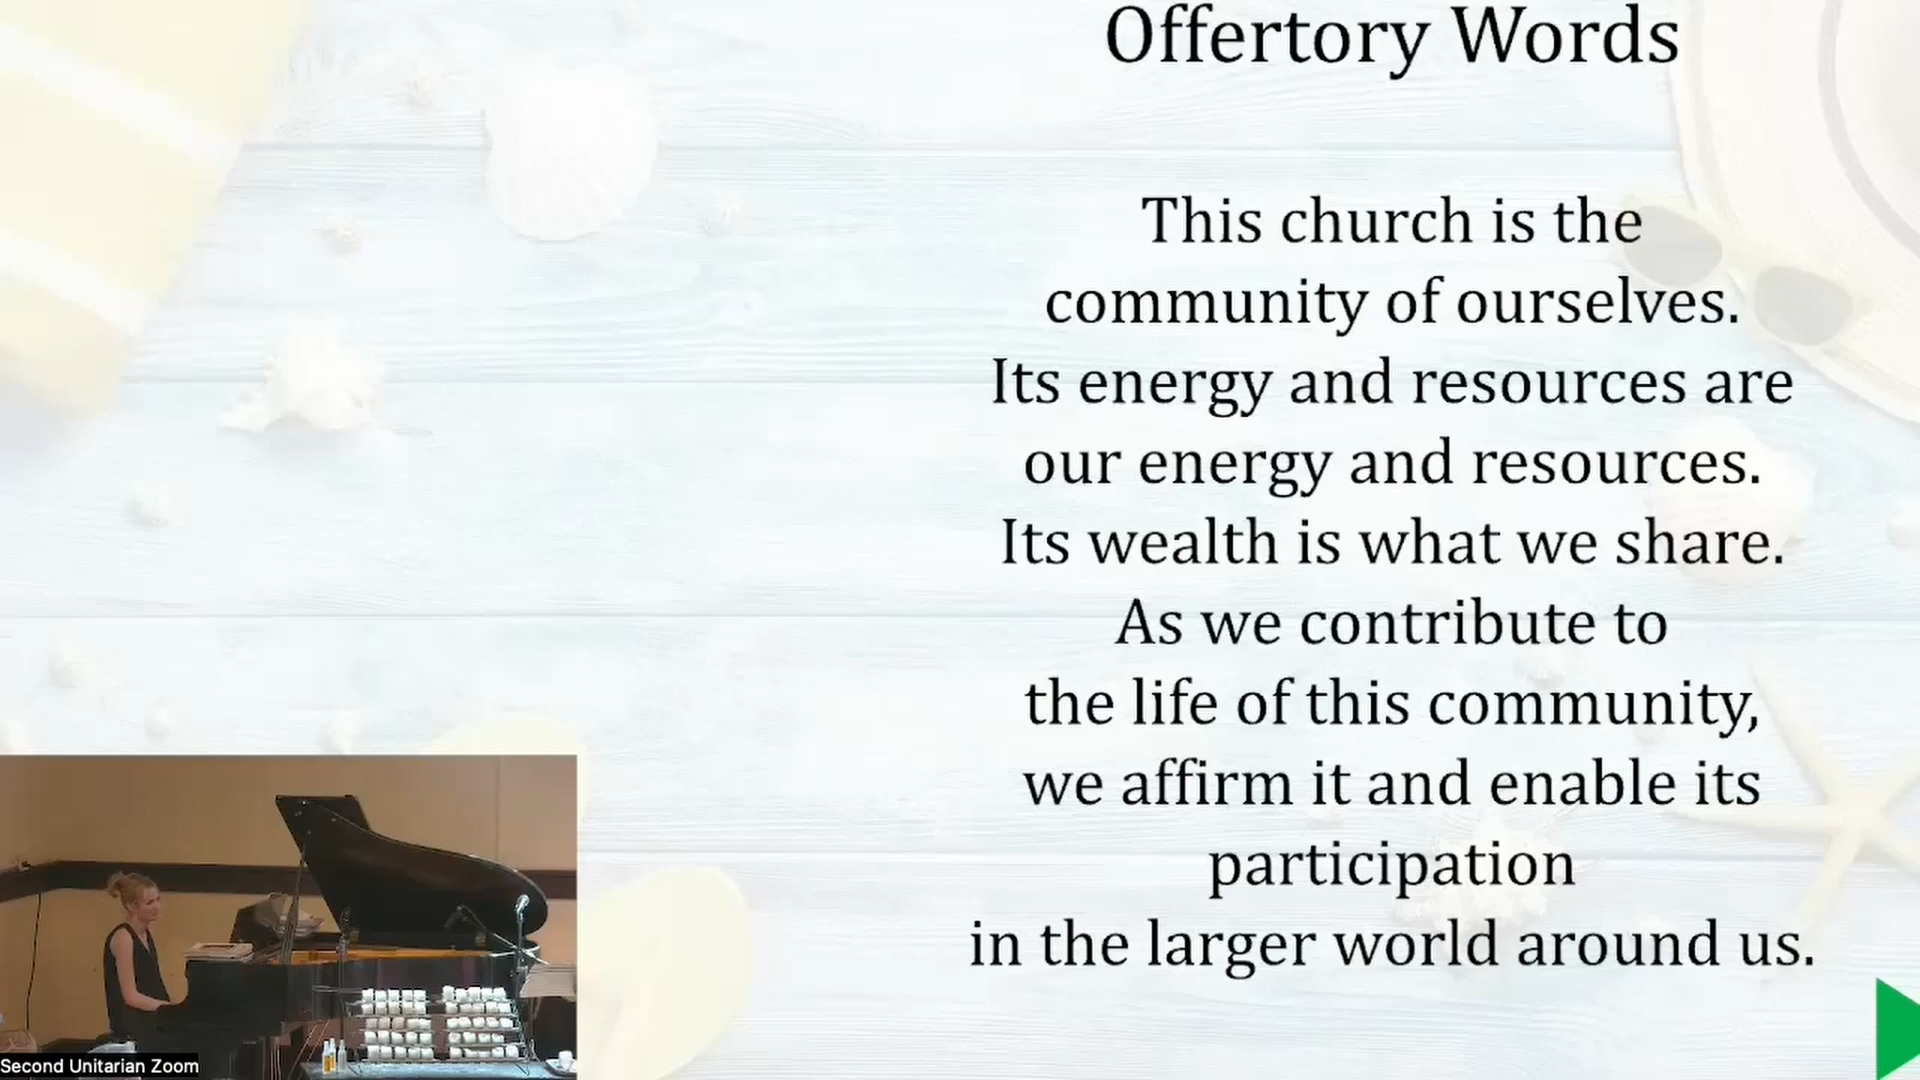 Offertory Words
This church is the
community of ourselves.
Its energy and resources are
our energy and resources.
Its wealth is what we share.
As we contribute to
the life of this community,
we affirm it and enable its
participation
in the larger world around us.
Second Unitarian Zoom